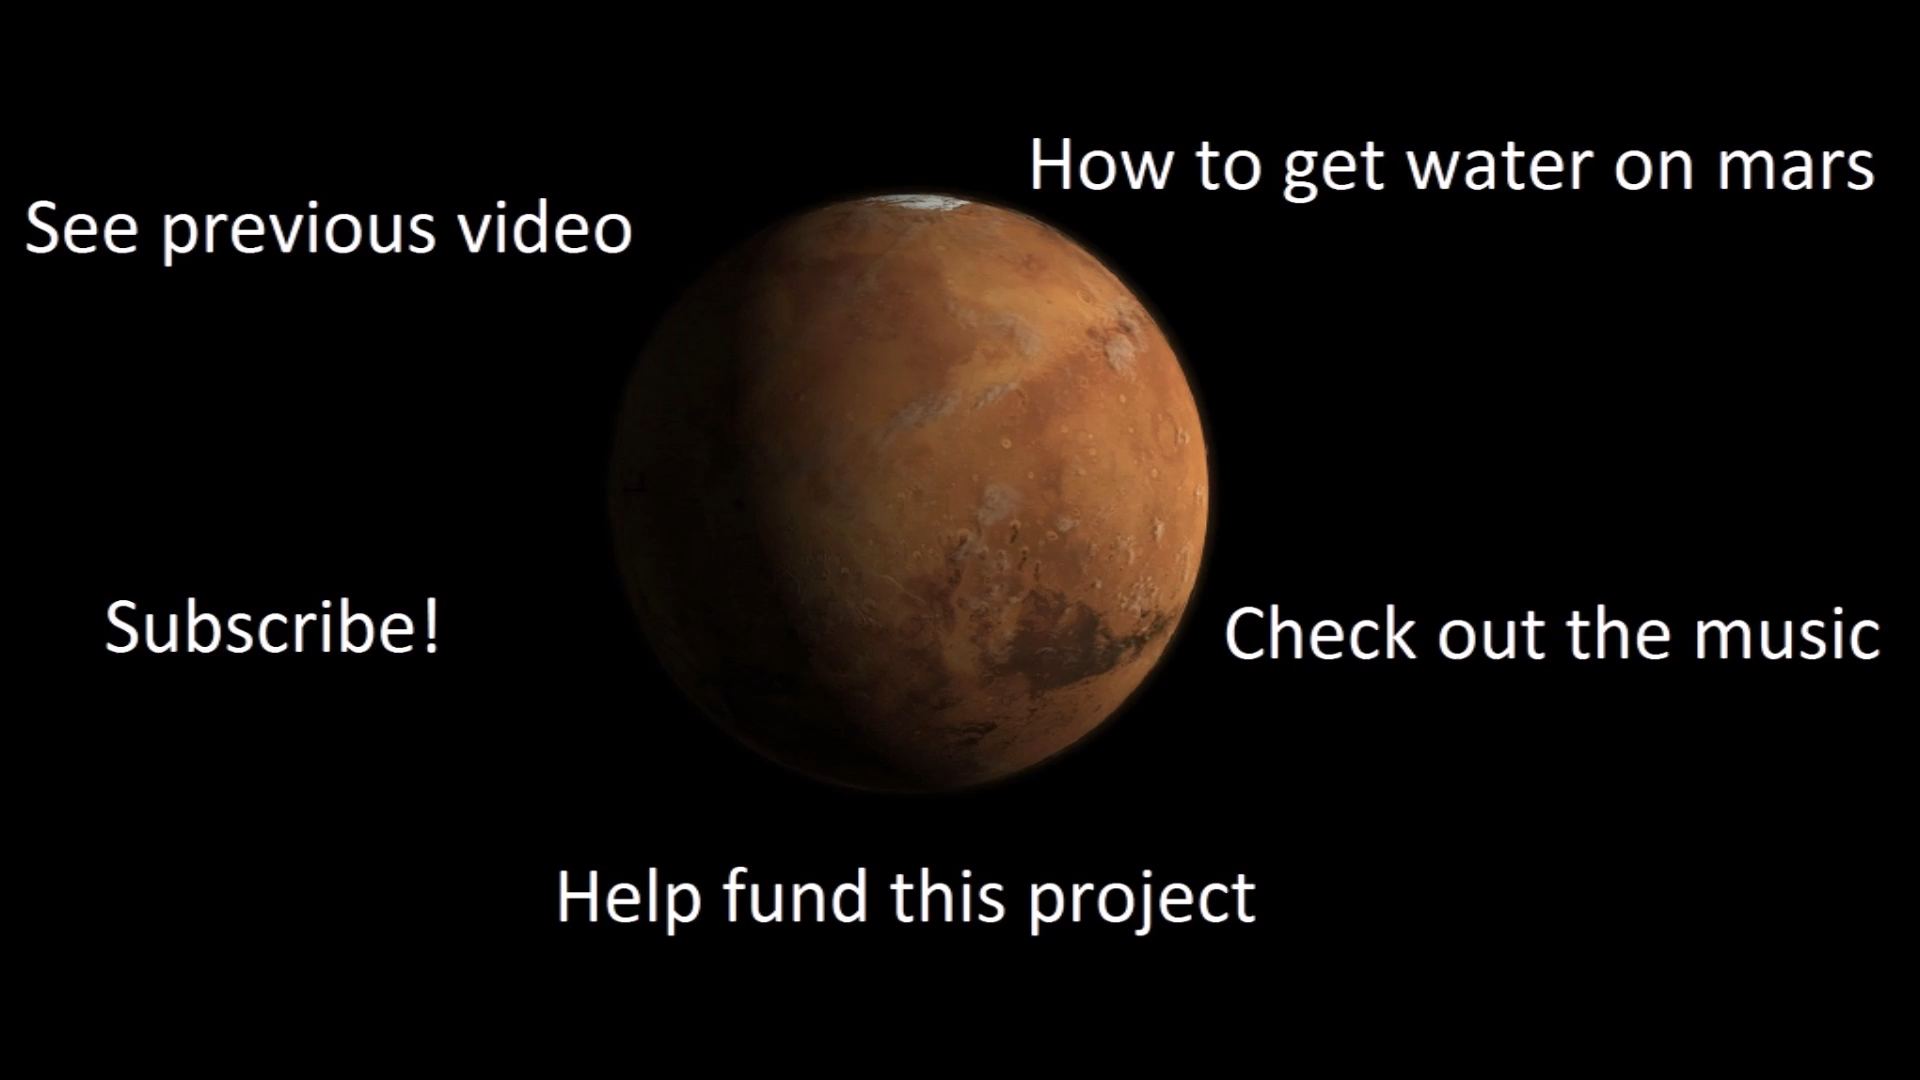 How to get water on mars
See previous video
Subscribe!
Check out the music
Help fund this project